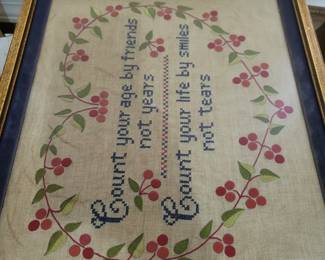 Count your age by friends
not years
Count your life by smiles
not tears